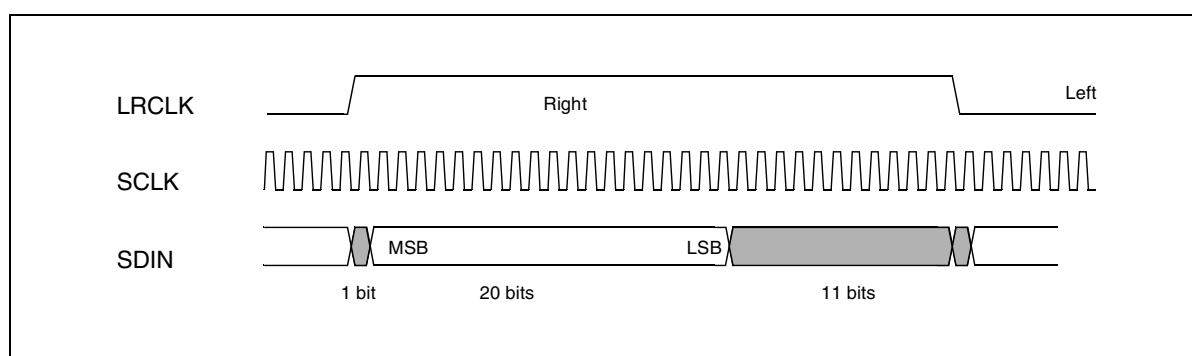 LRCLK
Right
Left
SCLK
SDIN
MSB
LSB
1 bit
20 bits
11 bits